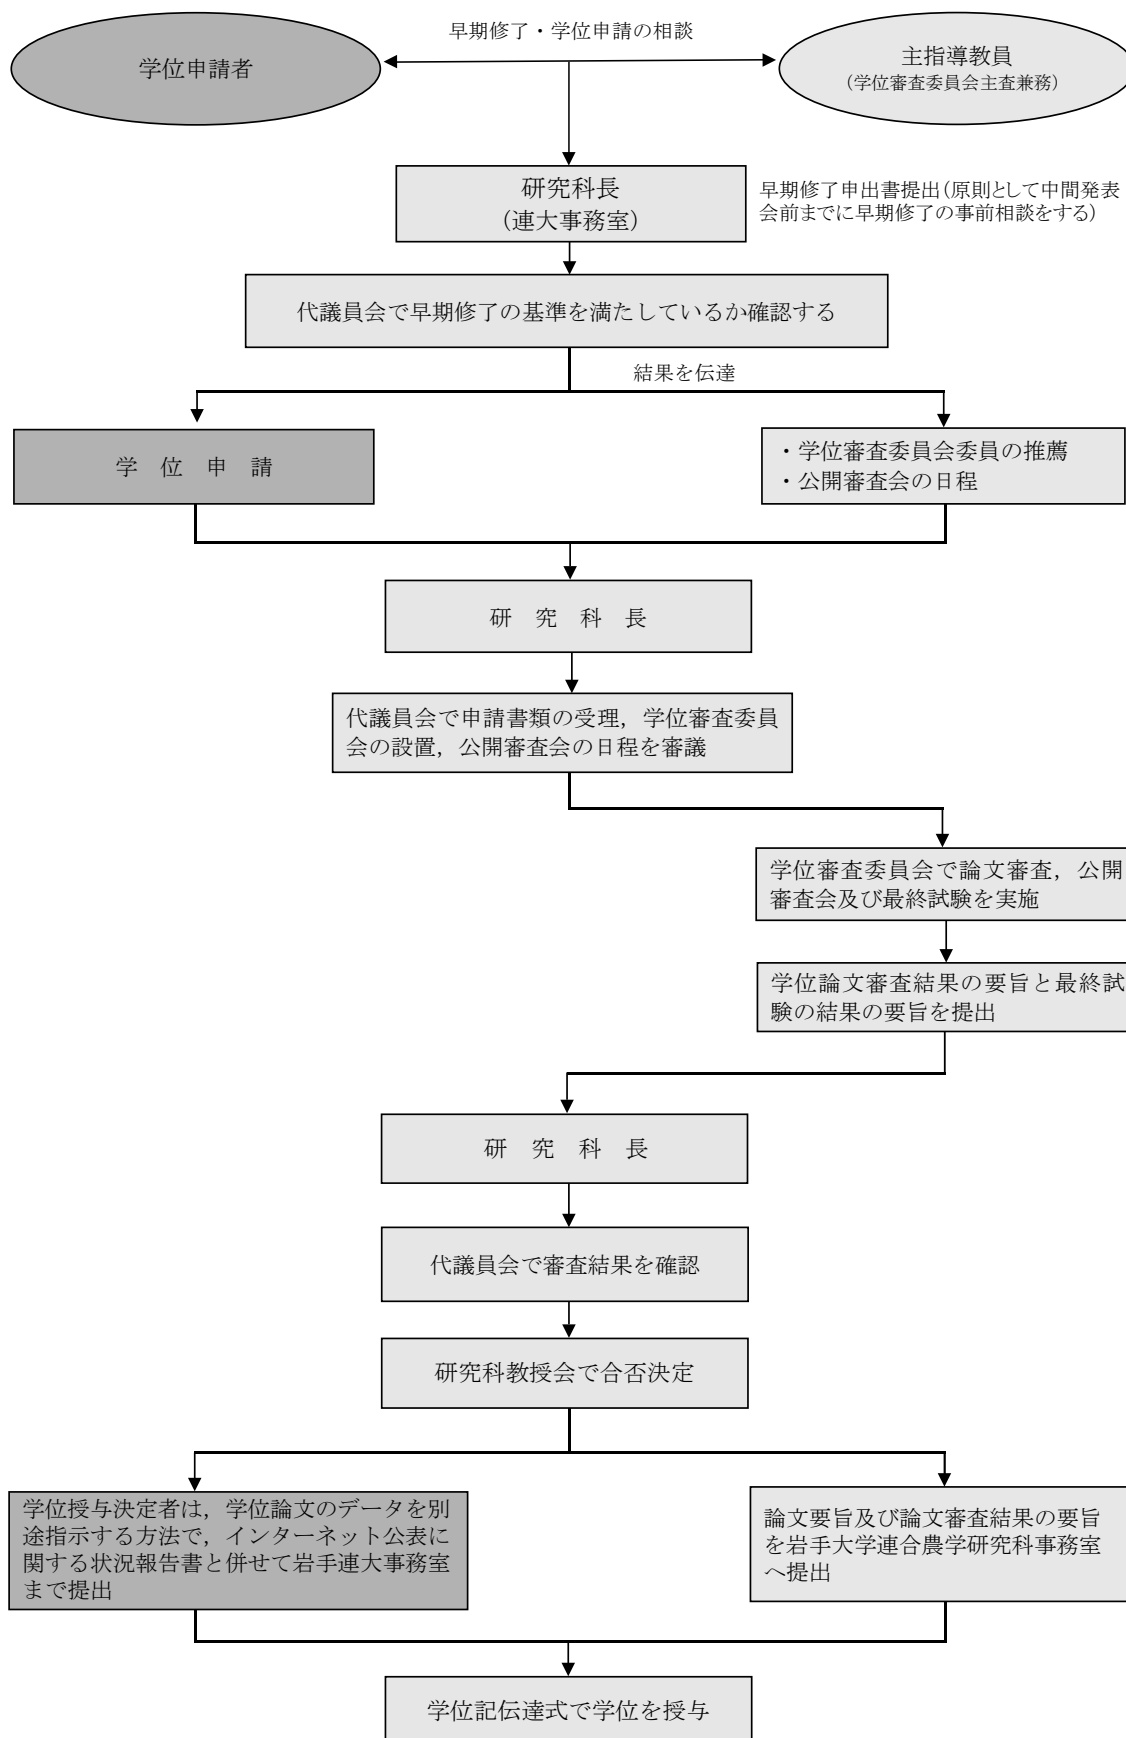 早期修了・学位申請の相談
学位申請者
主指導教員
（学位審査委員会主査兼務）
研究科長
（連大事務室）
早期修了申出書提出（原則として中間発表
会前までに早期修了の事前相談をする）
代議員会で早期修了の基準を満たしているか確認する
結果を伝達
学　位　申　請
・学位審査委員会委員の推薦
・公開審査会の日程
研　究　科　長
代議員会で申請書類の受理，学位審査委員
会の設置，公開審査会の日程を審議
学位審査委員会で論文審査，公開
審査会及び最終試験を実施
学位論文審査結果の要旨と最終試
験の結果の要旨を提出
研　究　科　長
代議員会で審査結果を確認
研究科教授会で合否決定
学位授与決定者は，学位論文のデータを別
途指示する方法で，インターネット公表に
関する状況報告書と併せて岩手連大事務室
まで提出
論文要旨及び論文審査結果の要旨
を岩手大学連合農学研究科事務室
へ提出
学位記伝達式で学位を授与